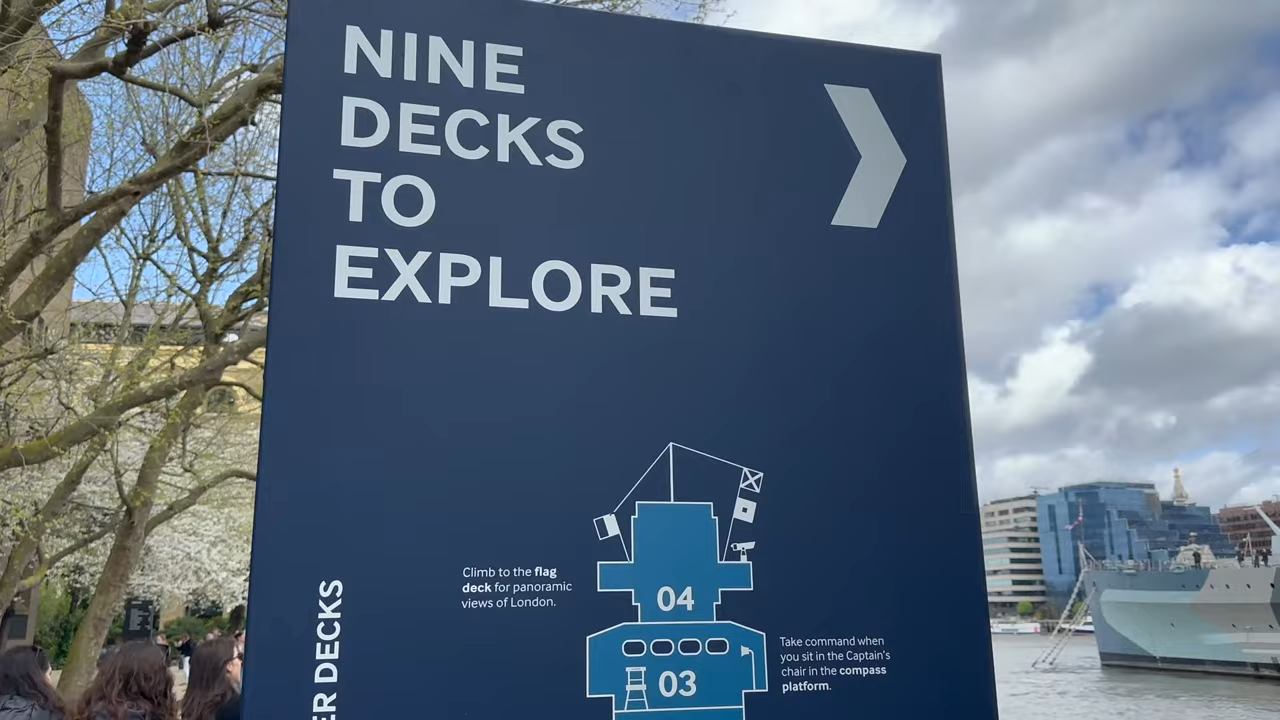 NINE
DECKS
TO
EXPLORE
Climb to the flag
deck for panoramic
views of London.
04
Take command when
you sit in the Captain's
chair in the compass
platform.
03
ER DECKS